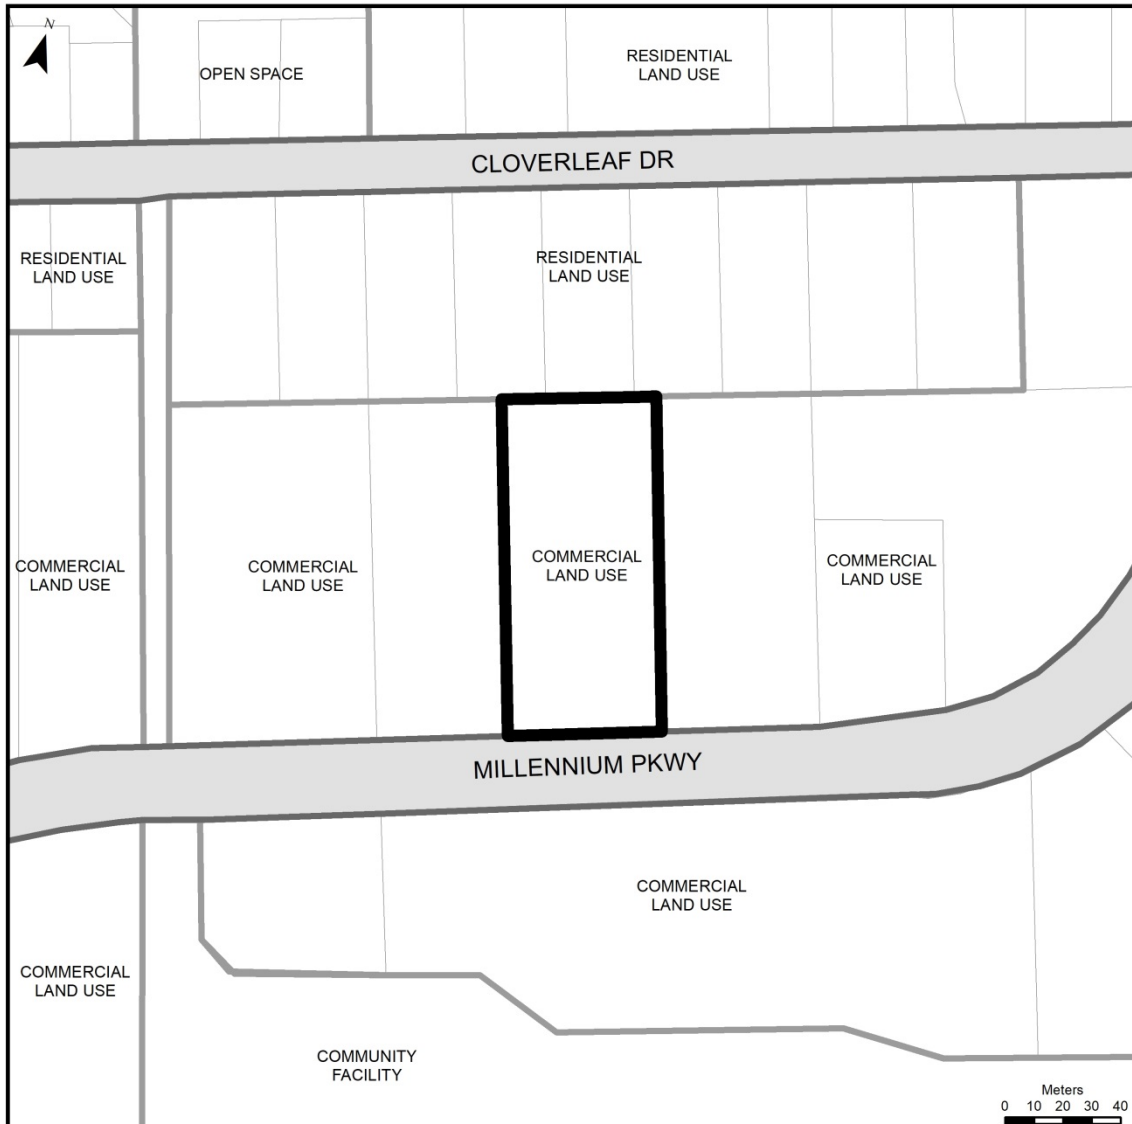 N
OPEN SPACE
RESIDENTIAL
LAND USE
CLOVERLEAF DR
RESIDENTIAL
LAND USE
RESIDENTIAL
LAND USE
COMMERCIAL
LAND USE
COMMERCIAL
LAND USE
COMMERCIAL
LAND USE
COMMERCIAL
LAND USE
MILLENNIUM PKWY
COMMERCIAL
LAND USE
COMMERCIAL
LAND USE
COMMUNITY
FACILITY
Meters
0 10 20 30 40